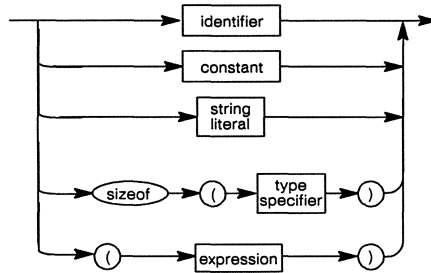 identifier
constant
string
literal
sizeof ( type specifier )
( expression )